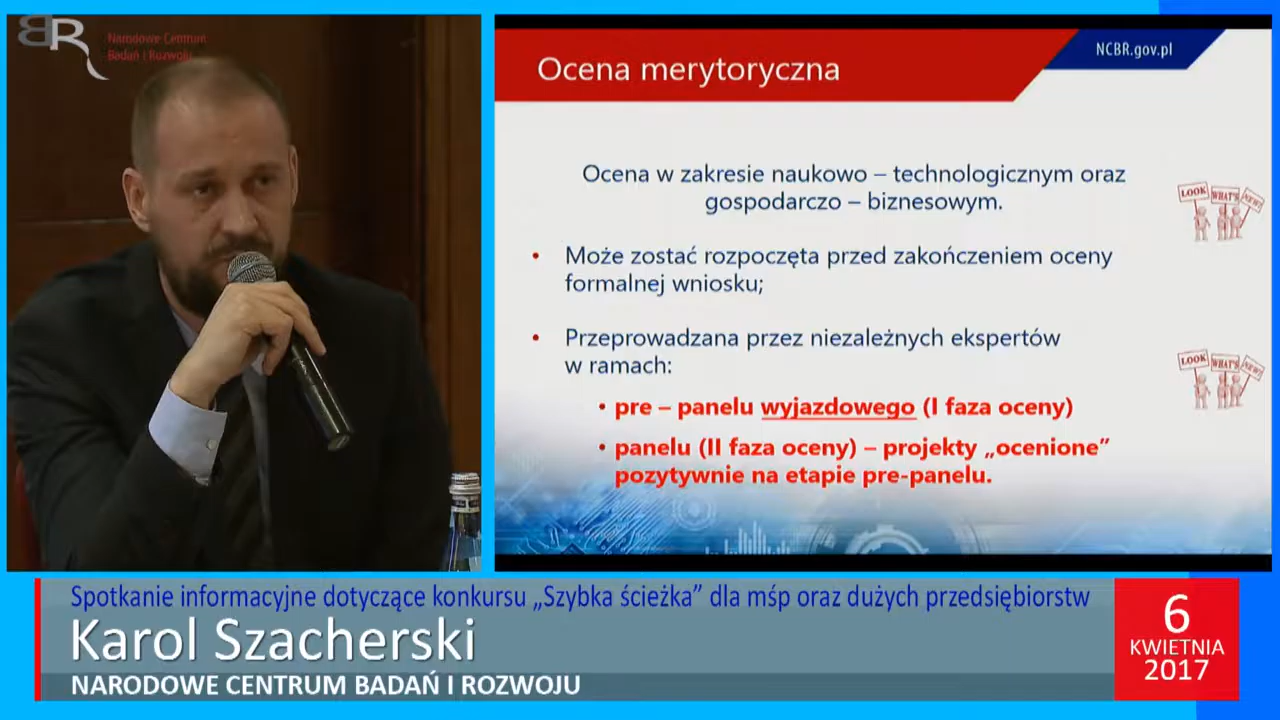 BR
Narodowe Centrum
Badań i Rozwoju
NCBR.gov.pl
Ocena merytoryczna
Ocena w zakresie naukowo – technologicznym oraz
gospodarczo – biznesowym.
LOOK WHAT'S NEW!
• Może zostać rozpoczęta przed zakończeniem oceny
formalnej wniosku;
• Przeprowadzana przez niezależnych ekspertów
w ramach:
LOOK WHAT'S NEW!
• pre – panelu wyjazdowego (I faza oceny)
• panelu (II faza oceny) – projekty „ocenione”
pozytywnie na etapie pre-panelu.
Spotkanie informacyjne dotyczące konkursu „Szybka ścieżka” dla mśp oraz dużych przedsiębiorstw
Karol Szacherski
NARODOWE CENTRUM BADAŃ I ROZWOJU
6
KWIETNIA
2017